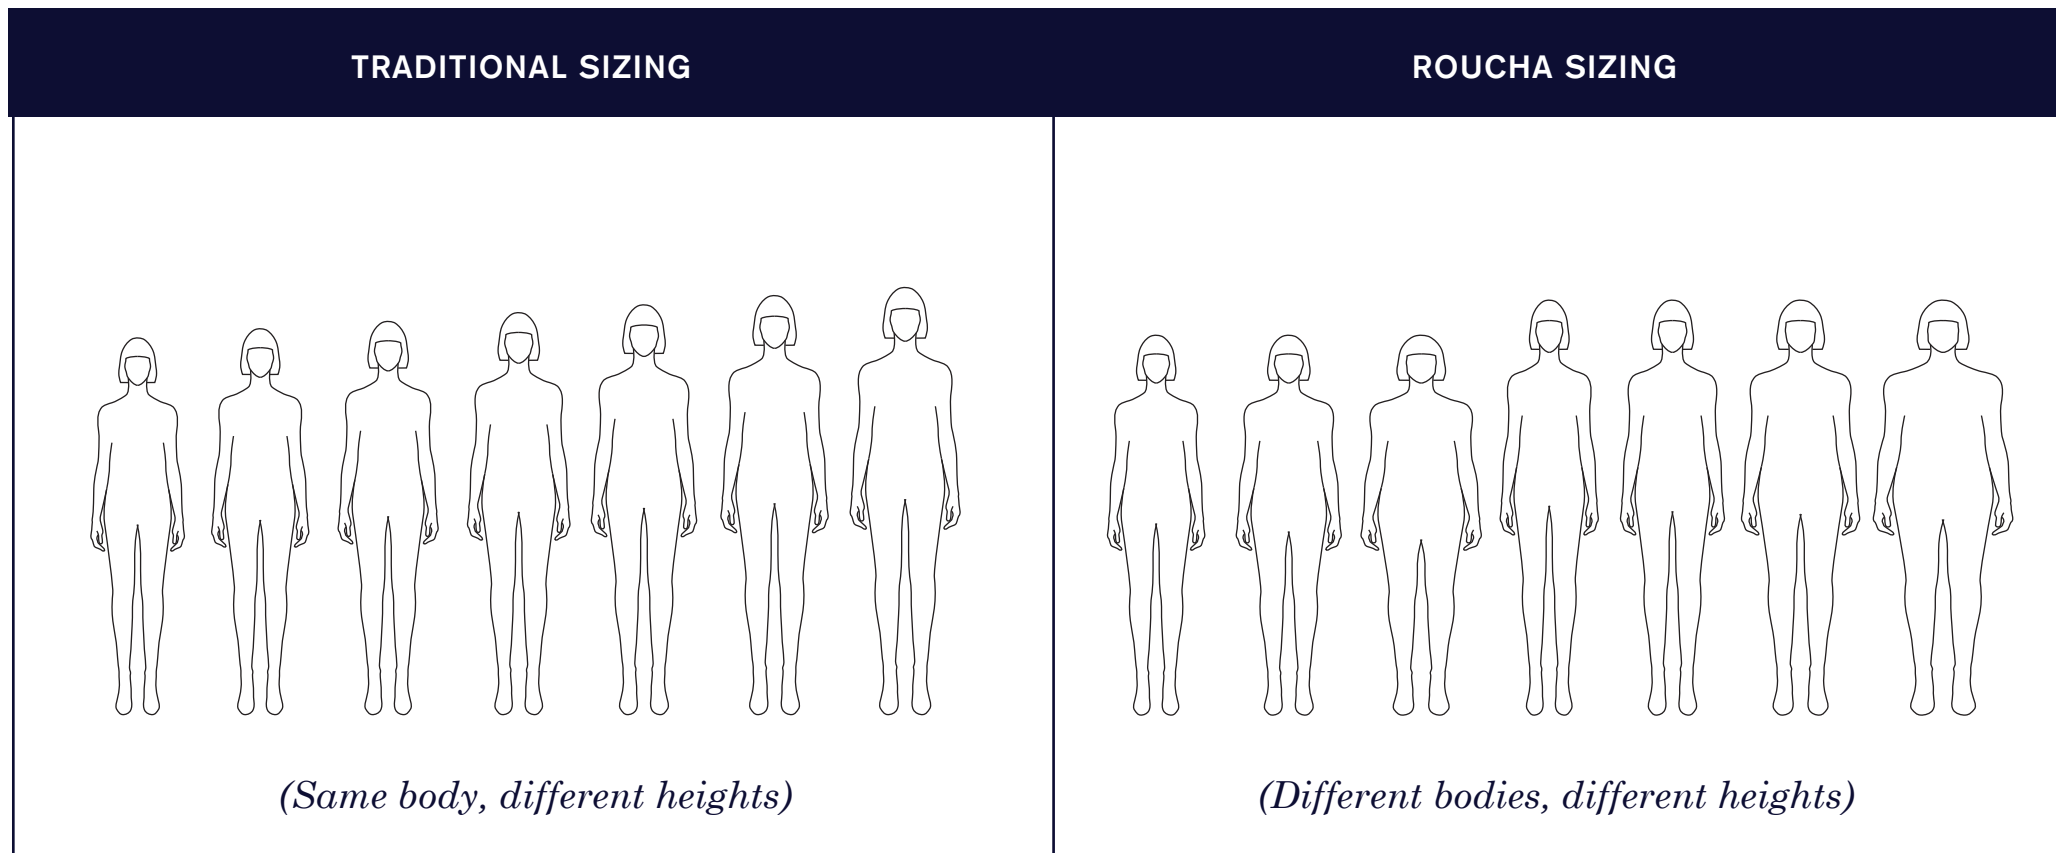 TRADITIONAL SIZING
ROUCHA SIZING
(Same body, different heights)
(Different bodies, different heights)